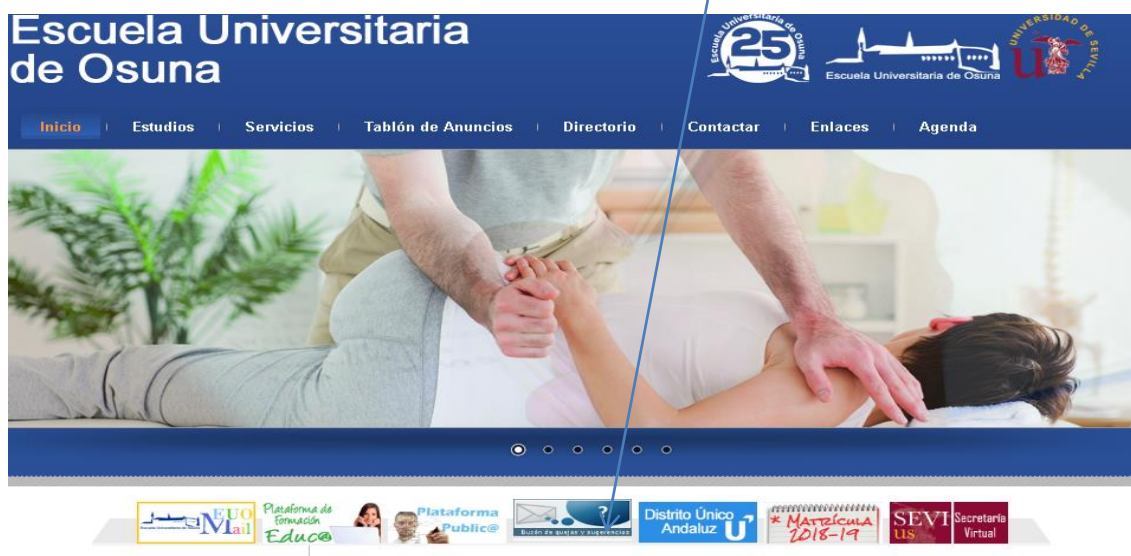 Escuela Universitaria
de Osuna
Escuela Universitaria de Osuna
25
Escuela Universitaria de Osuna
UNIVERSIDAD DE SEVILLA
Inicio Estudios Servicios Tablón de Anuncios Directorio Contactar Enlaces Agenda
EUO
Mail
Plataforma de
Formación
Educ@
Plataforma
Public@
?
Buzón de quejas y sugerencias
Distrito Único
Andaluz
* MATRÍCULA
2018-19
SEVI
us
Secretaría
Virtual